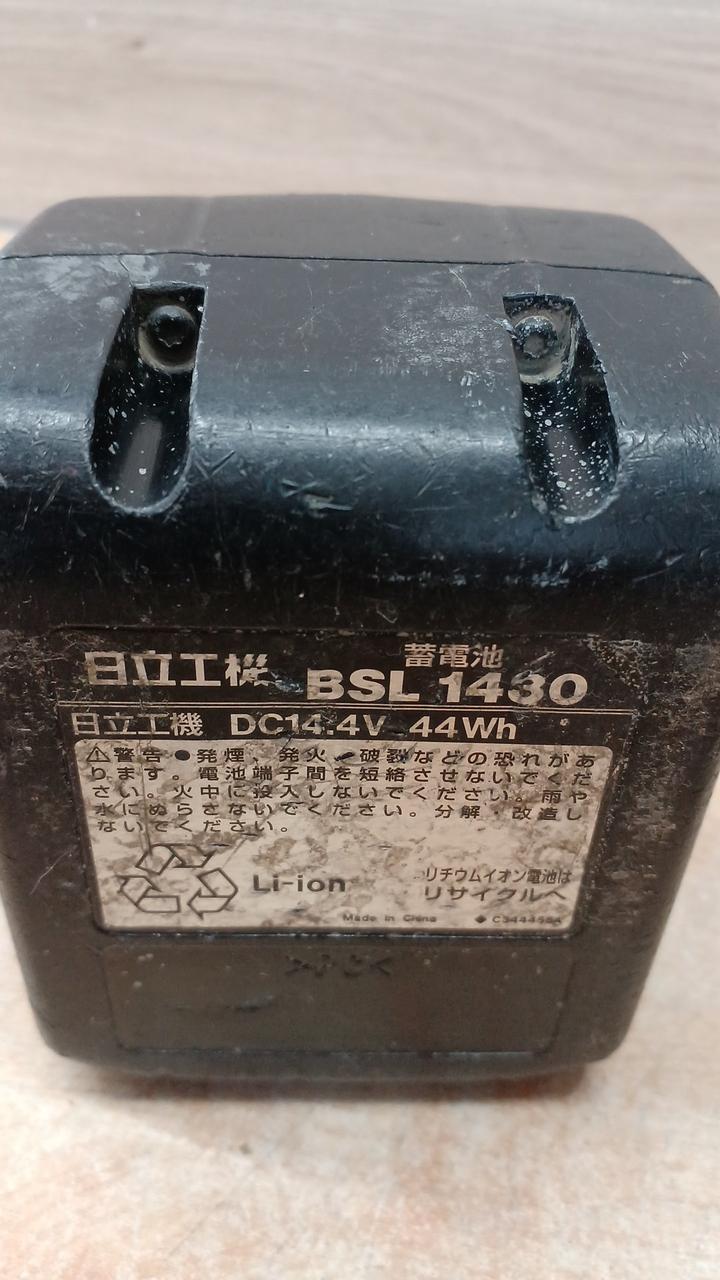 日立工機
蓄電池
BSL 1430
日立工機 DC14.4V 44Wh
⚠警告 ●発煙、発火、破裂などの恐れがあ
ります。電池端子間を短絡させないでくだ
さい。火中に投入しないでください。雨や
水にぬらさないでください。分解・改造し
ないでください。
Li-ion
リチウムイオン電池は
リサイクルへ
Made in China